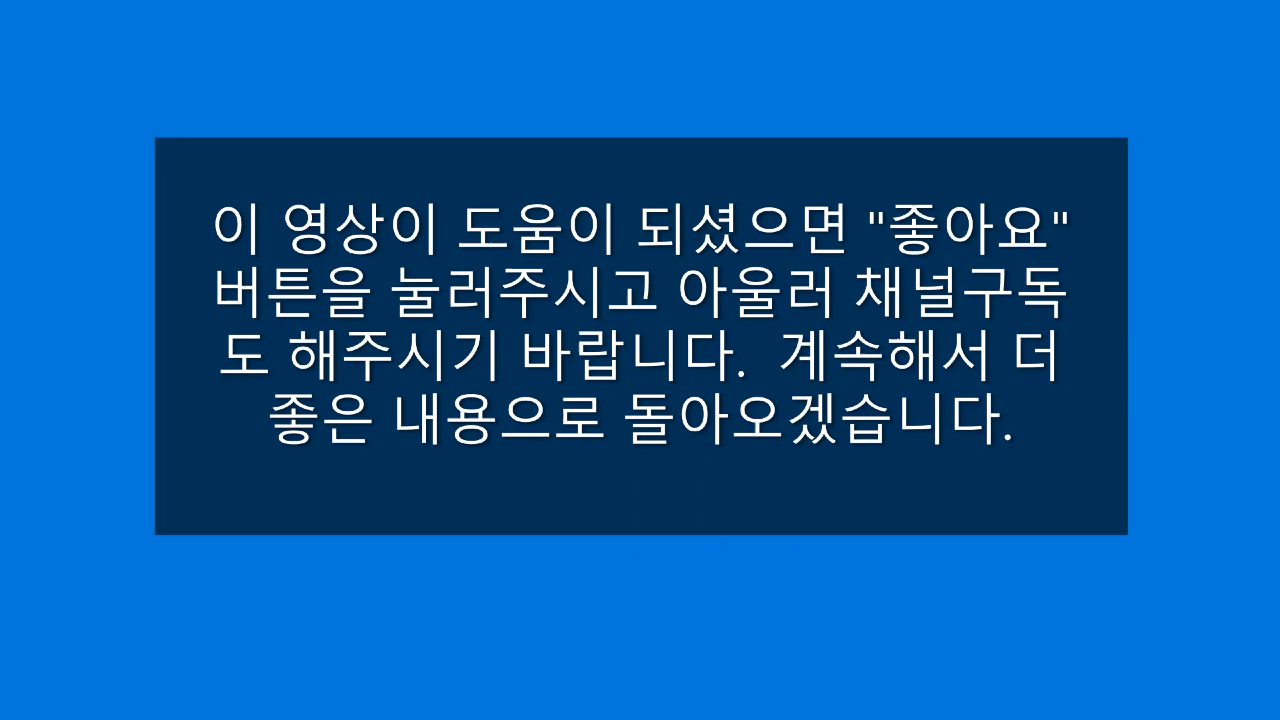 이 영상이 도움이 되셨으면 "좋아요"
버튼을 눌러주시고 아울러 채널구독
도 해주시기 바랍니다.  계속해서 더
좋은 내용으로 돌아오겠습니다.